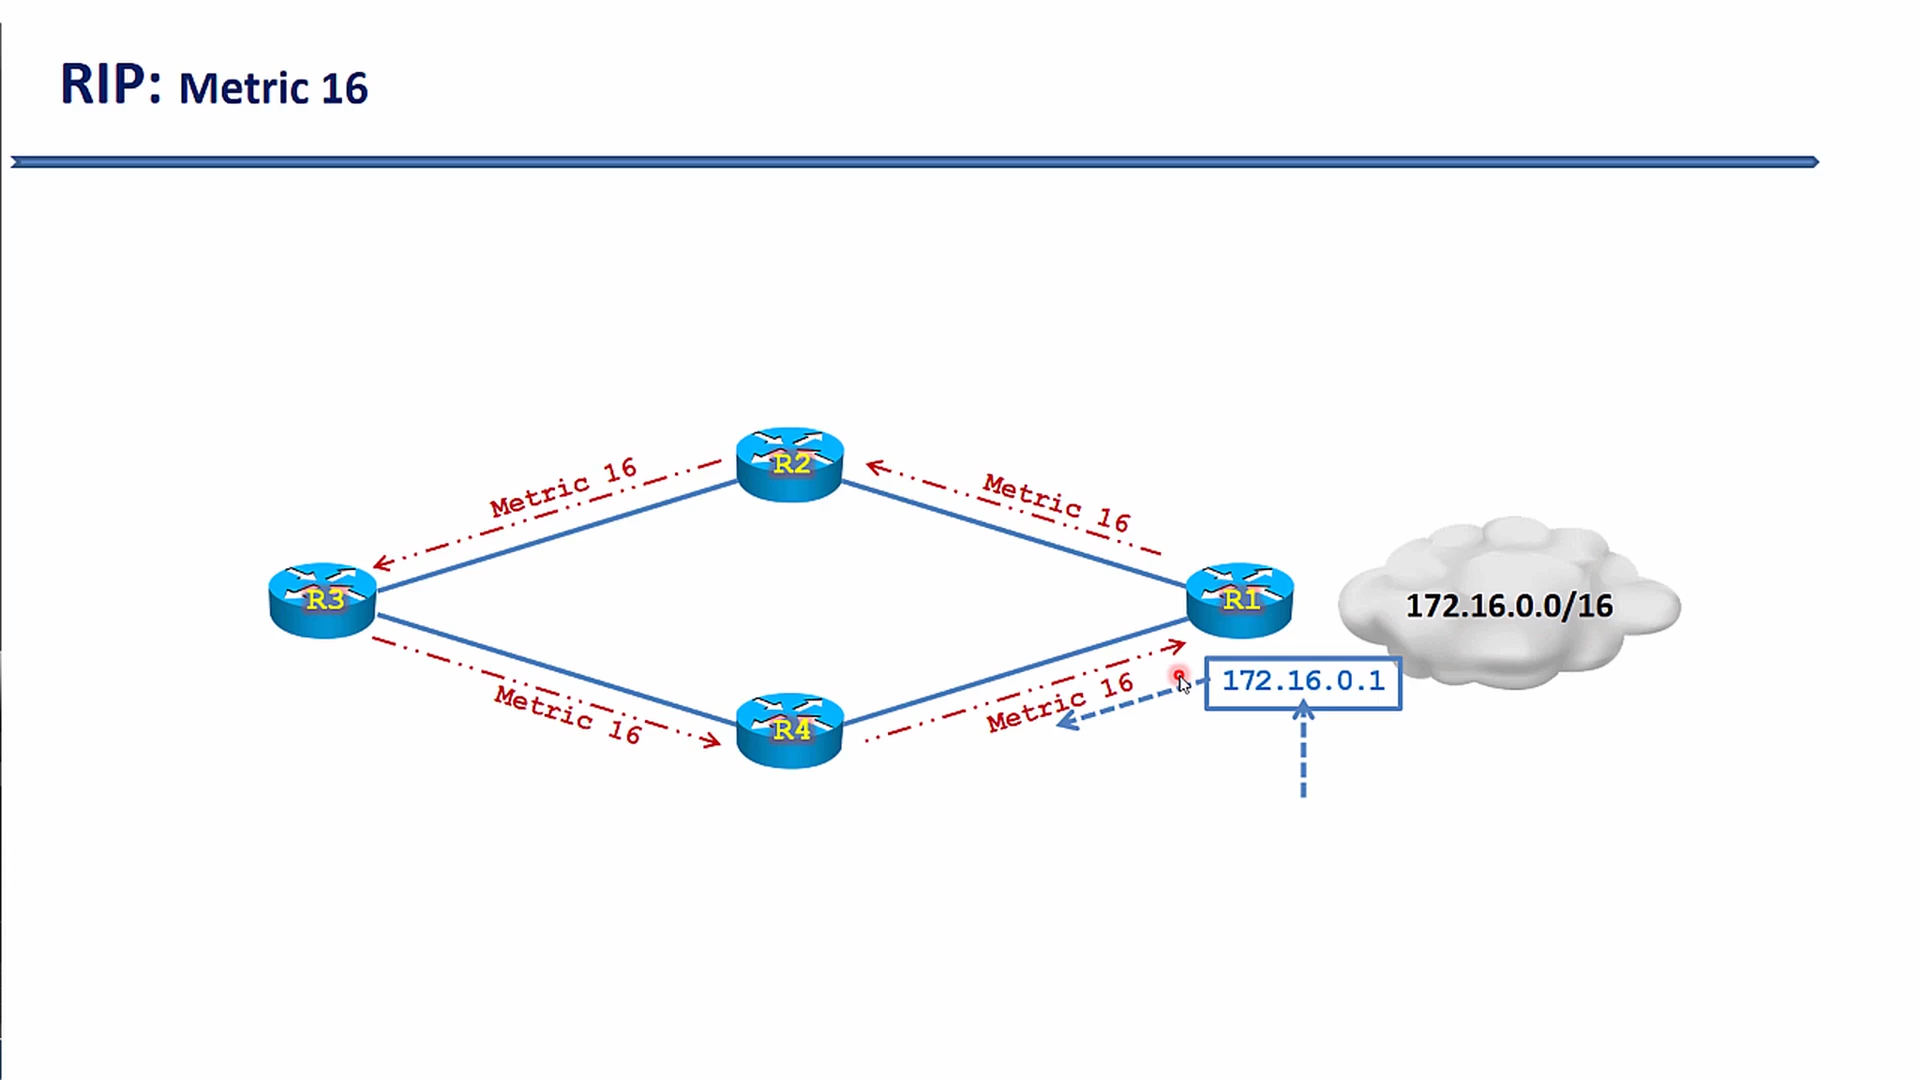 RIP: Metric 16
R2
Metric 16
Metric 16
R3
R1
172.16.0.0/16
172.16.0.1
Metric 16
Metric 16
R4